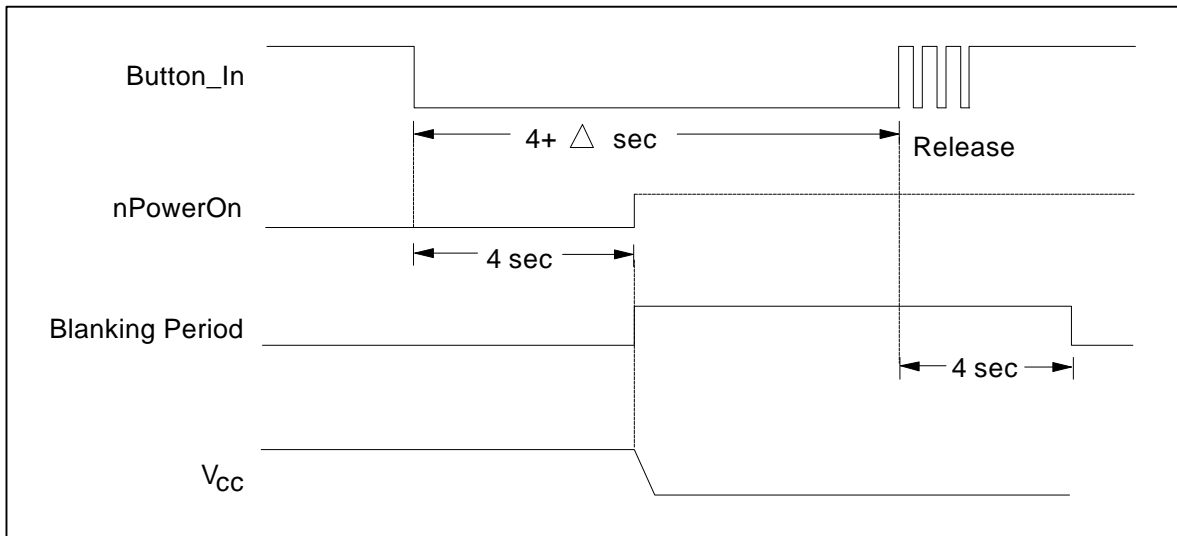 Button_In
4+ △ sec
Release
nPowerOn
4 sec
Blanking Period
4 sec
Vcc